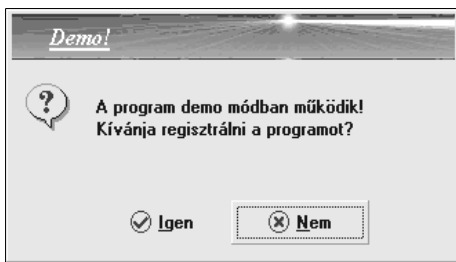 Demo!
A program demo módban működik!
Kívánja regisztrálni a programot?
Igen Nem